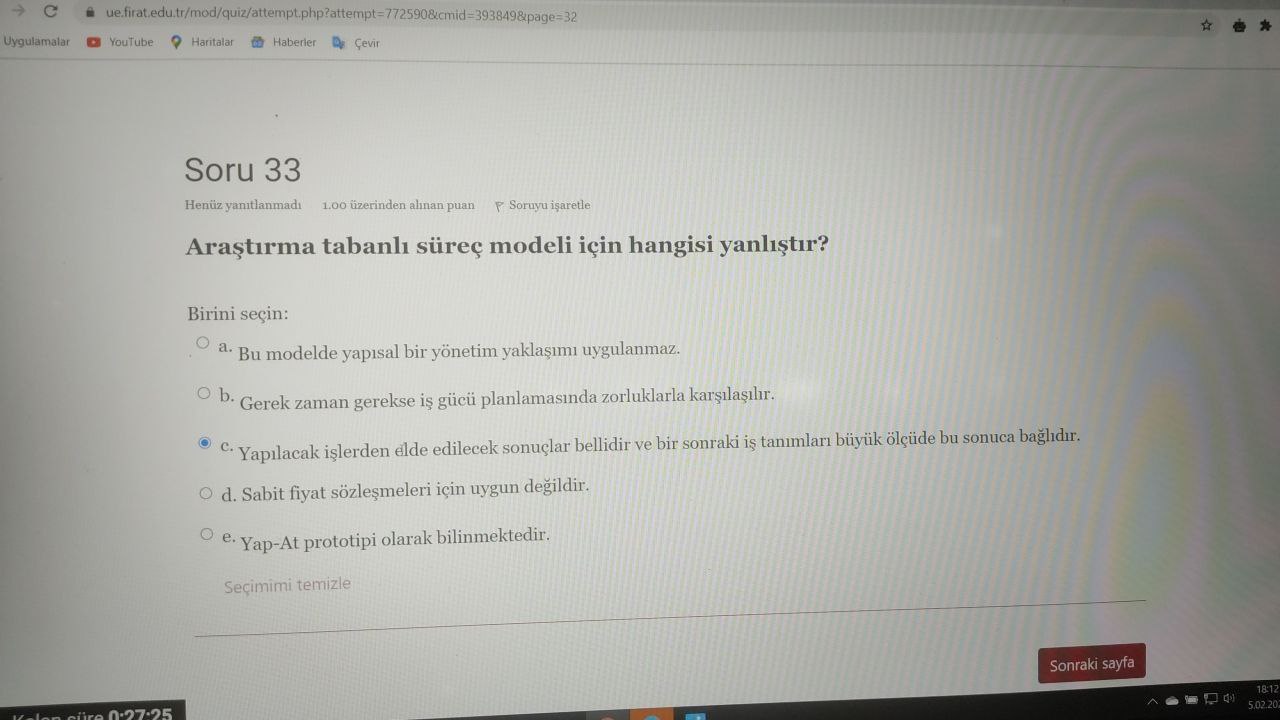 ue.firat.edu.tr/mod/quiz/attempt.php?attempt=772590&cmid=393849&page=32
Uygulamalar YouTube Haritalar Haberler Çevir
Soru 33
Henüz yanıtlanmadı 1.00 üzerinden alınan puan Soruyu işaretle
Araştırma tabanlı süreç modeli için hangisi yanlıştır?
Birini seçin:
a. Bu modelde yapısal bir yönetim yaklaşımı uygulanmaz.
b. Gerek zaman gerekse iş gücü planlamasında zorluklarla karşılaşılır.
c. Yapılacak işlerden elde edilecek sonuçlar bellidir ve bir sonraki iş tanımları büyük ölçüde bu sonuca bağlıdır.
d. Sabit fiyat sözleşmeleri için uygun değildir.
e. Yap-At prototipi olarak bilinmektedir.
Seçimimi temizle
Sonraki sayfa
Kalan süre 0:27:25
18:12
5.02.20